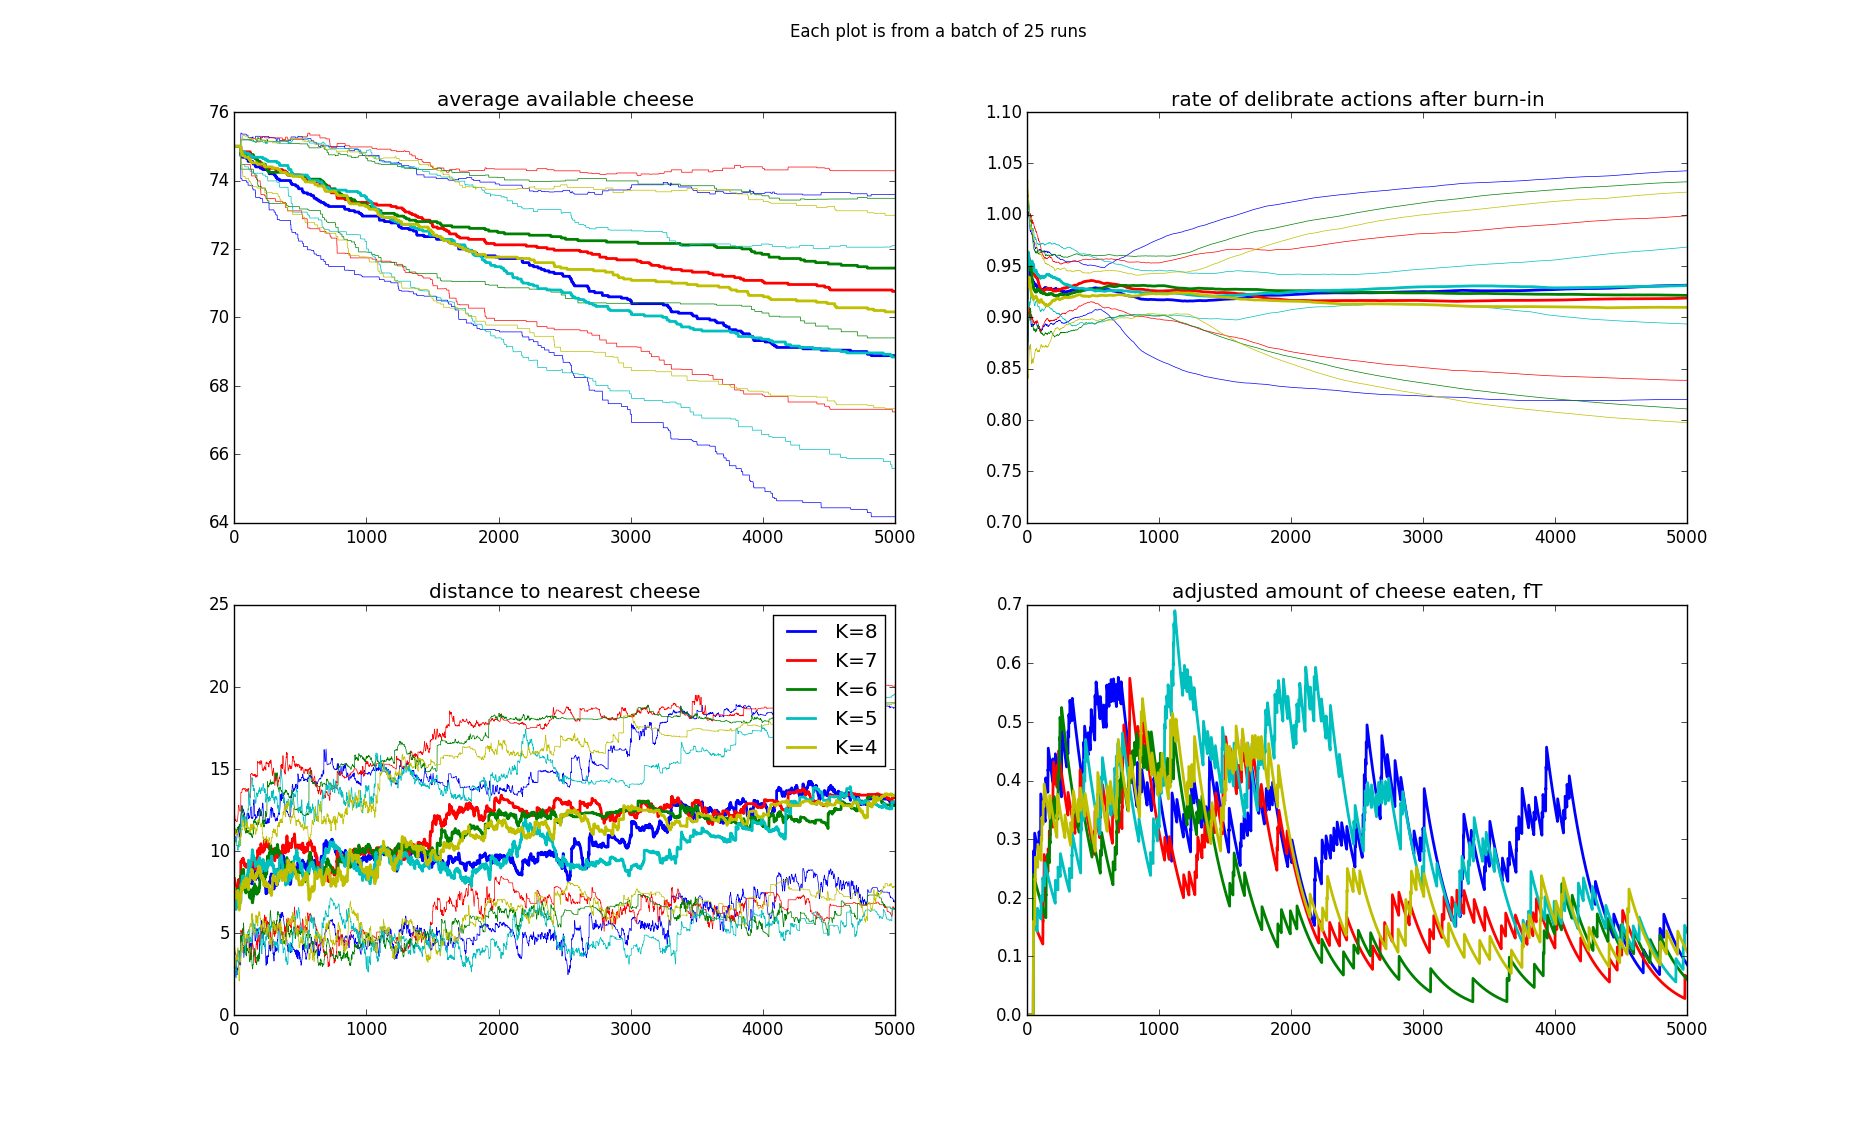 Each plot is from a batch of 25 runs
average available cheese
76
74
72
70
68
66
64
0 1000 2000 3000 4000 5000
rate of delibrate actions after burn-in
1.10
1.05
1.00
0.95
0.90
0.85
0.80
0.75
0.70
0 1000 2000 3000 4000 5000
distance to nearest cheese
25
20
15
10
5
0
0 1000 2000 3000 4000 5000
K=8
K=7
K=6
K=5
K=4
adjusted amount of cheese eaten, fT
0.7
0.6
0.5
0.4
0.3
0.2
0.1
0.0
0 1000 2000 3000 4000 5000